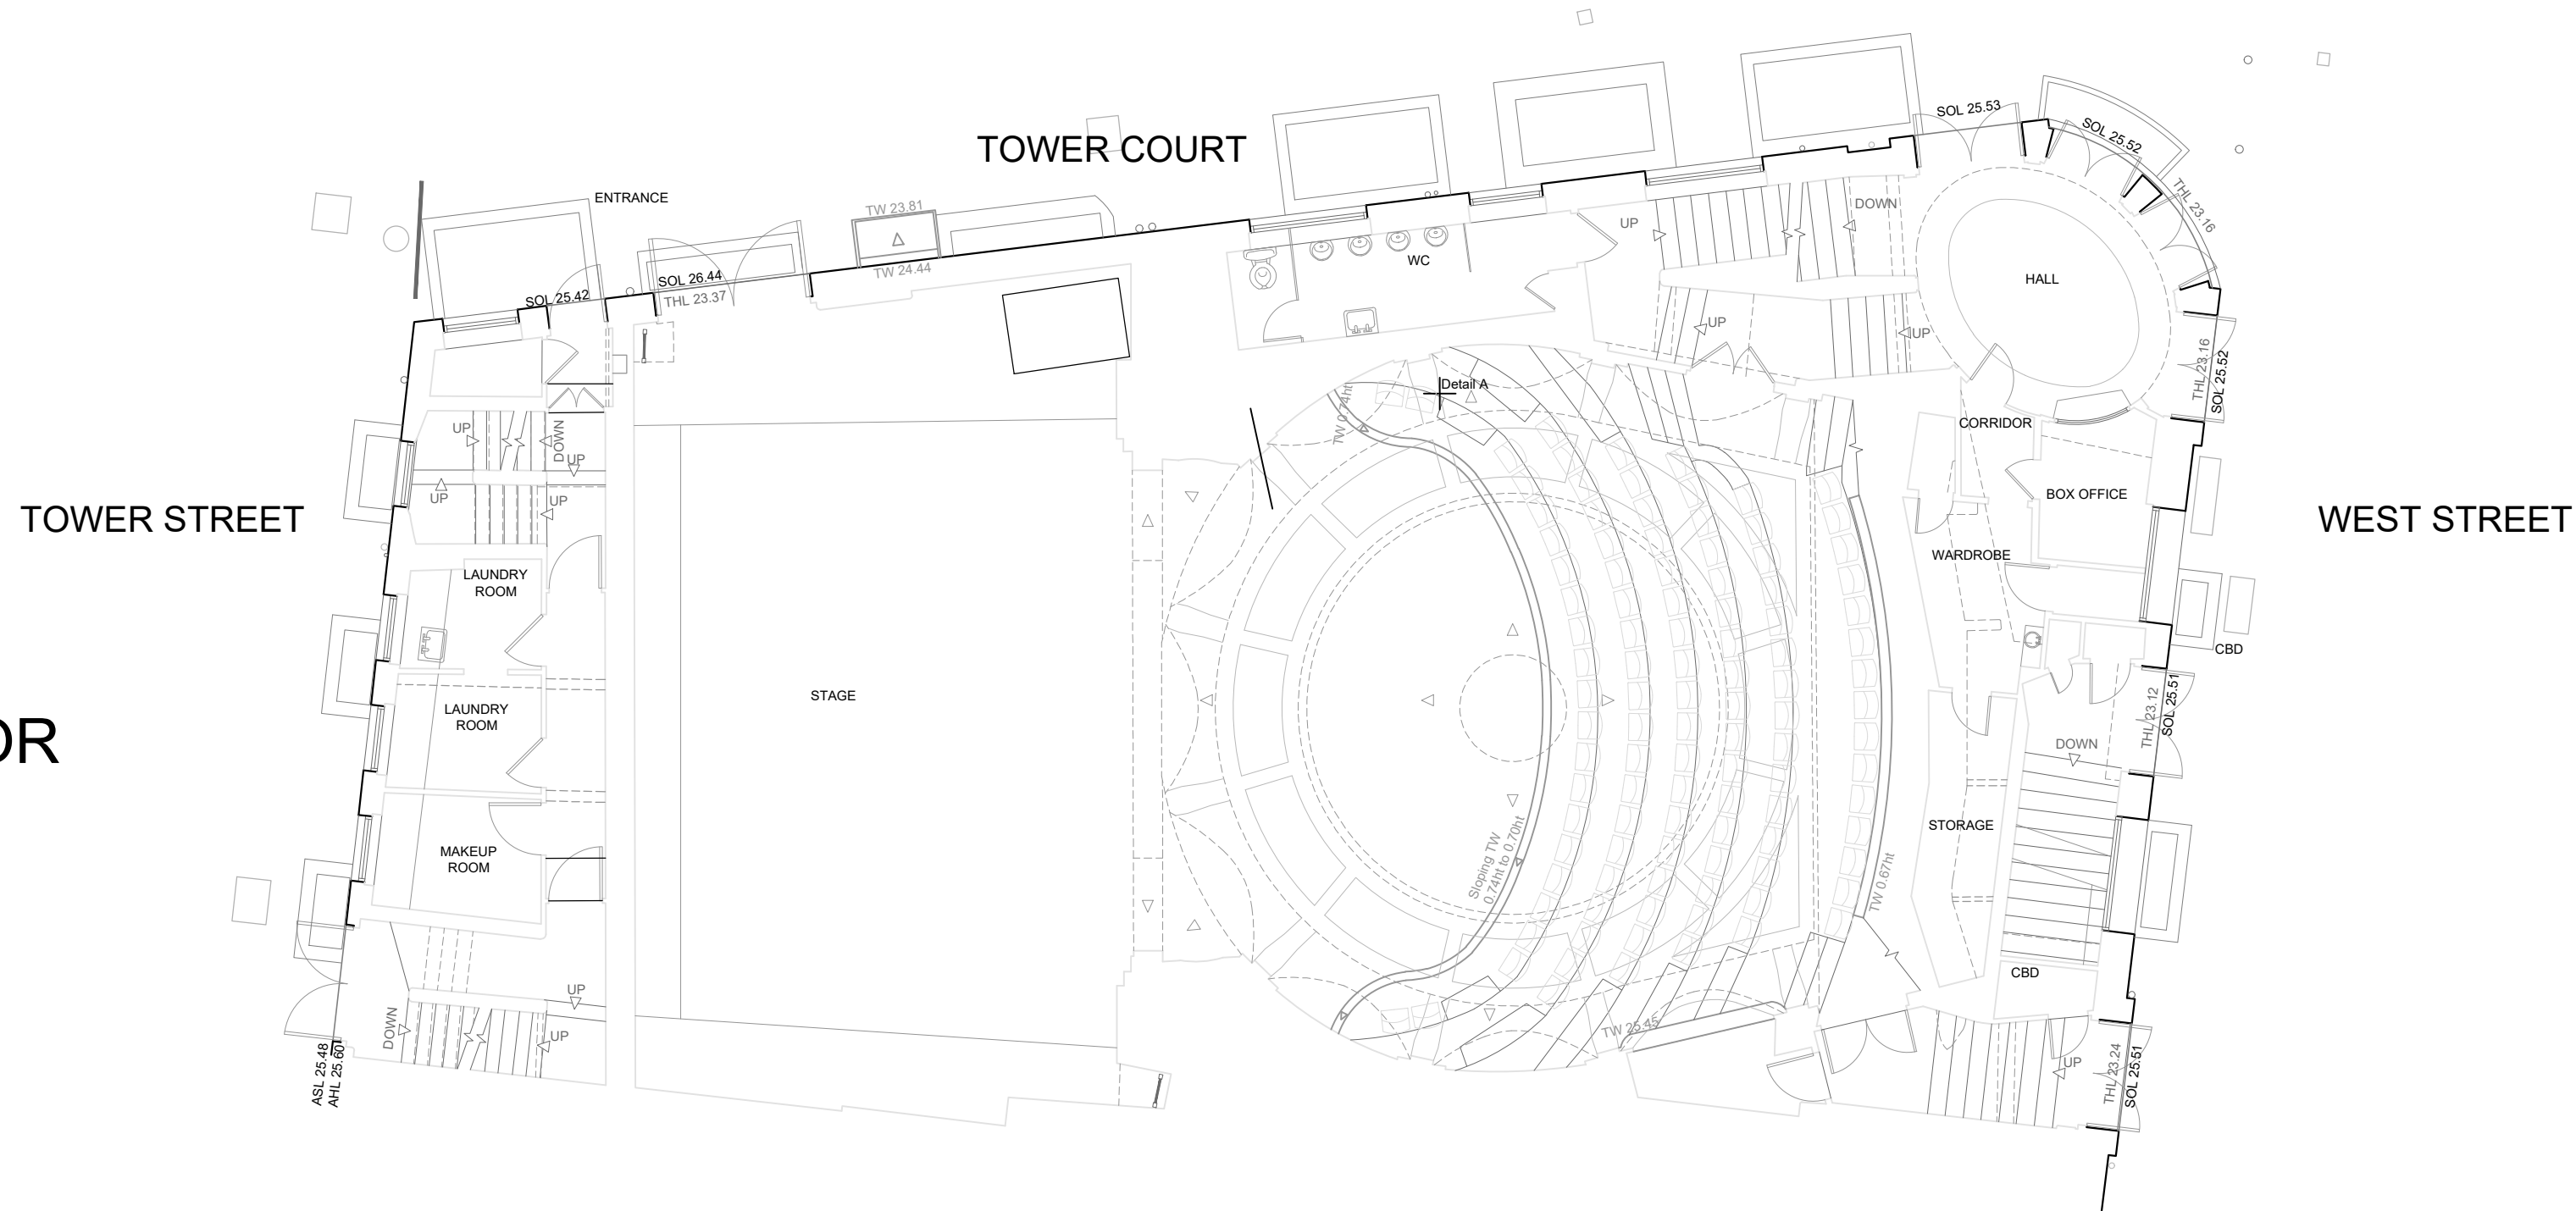 TOWER COURT
ENTRANCE
TW 23.81
TW 24.44
SOL 25.42
SOL 26.44
THL 23.37
WC
UP
DOWN
SOL 25.53
SOL 25.52
THL 23.16
HALL
UP
UP
THL 23.16
SOL 25.52
Detail A
TW 0.74ht
CORRIDOR
BOX OFFICE
WARDROBE
WEST STREET
TOWER STREET
UP
DOWN
UP
UP
UP
LAUNDRY
ROOM
LAUNDRY
ROOM
MAKEUP
ROOM
STAGE
OR
CBD
THL 23.12
SOL 25.51
DOWN
STORAGE
Sloping TW
0.74ht to 0.70ht
TW 0.67ht
CBD
TW 25.45
UP
THL 23.24
SOL 25.51
UP
DOWN
UP
ASL 25.48
AHL 25.60